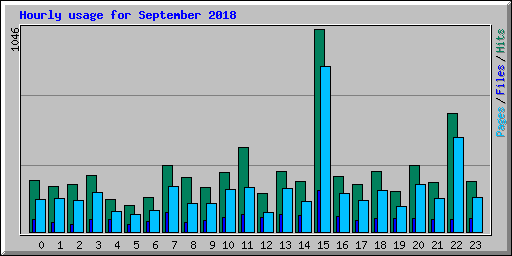 Hourly usage for September 2018
1046
Pages / Files / Hits
0 1 2 3 4 5 6 7 8 9 10 11 12 13 14 15 16 17 18 19 20 21 22 23